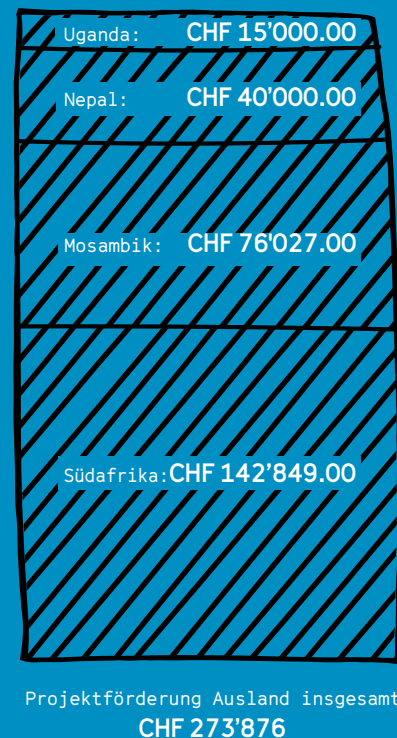 Uganda: CHF 15’000.00
Nepal: CHF 40’000.00
Mosambik: CHF 76'027.00
Südafrika: CHF 142’849.00
Projektförderung Ausland insgesamt
CHF 273’876